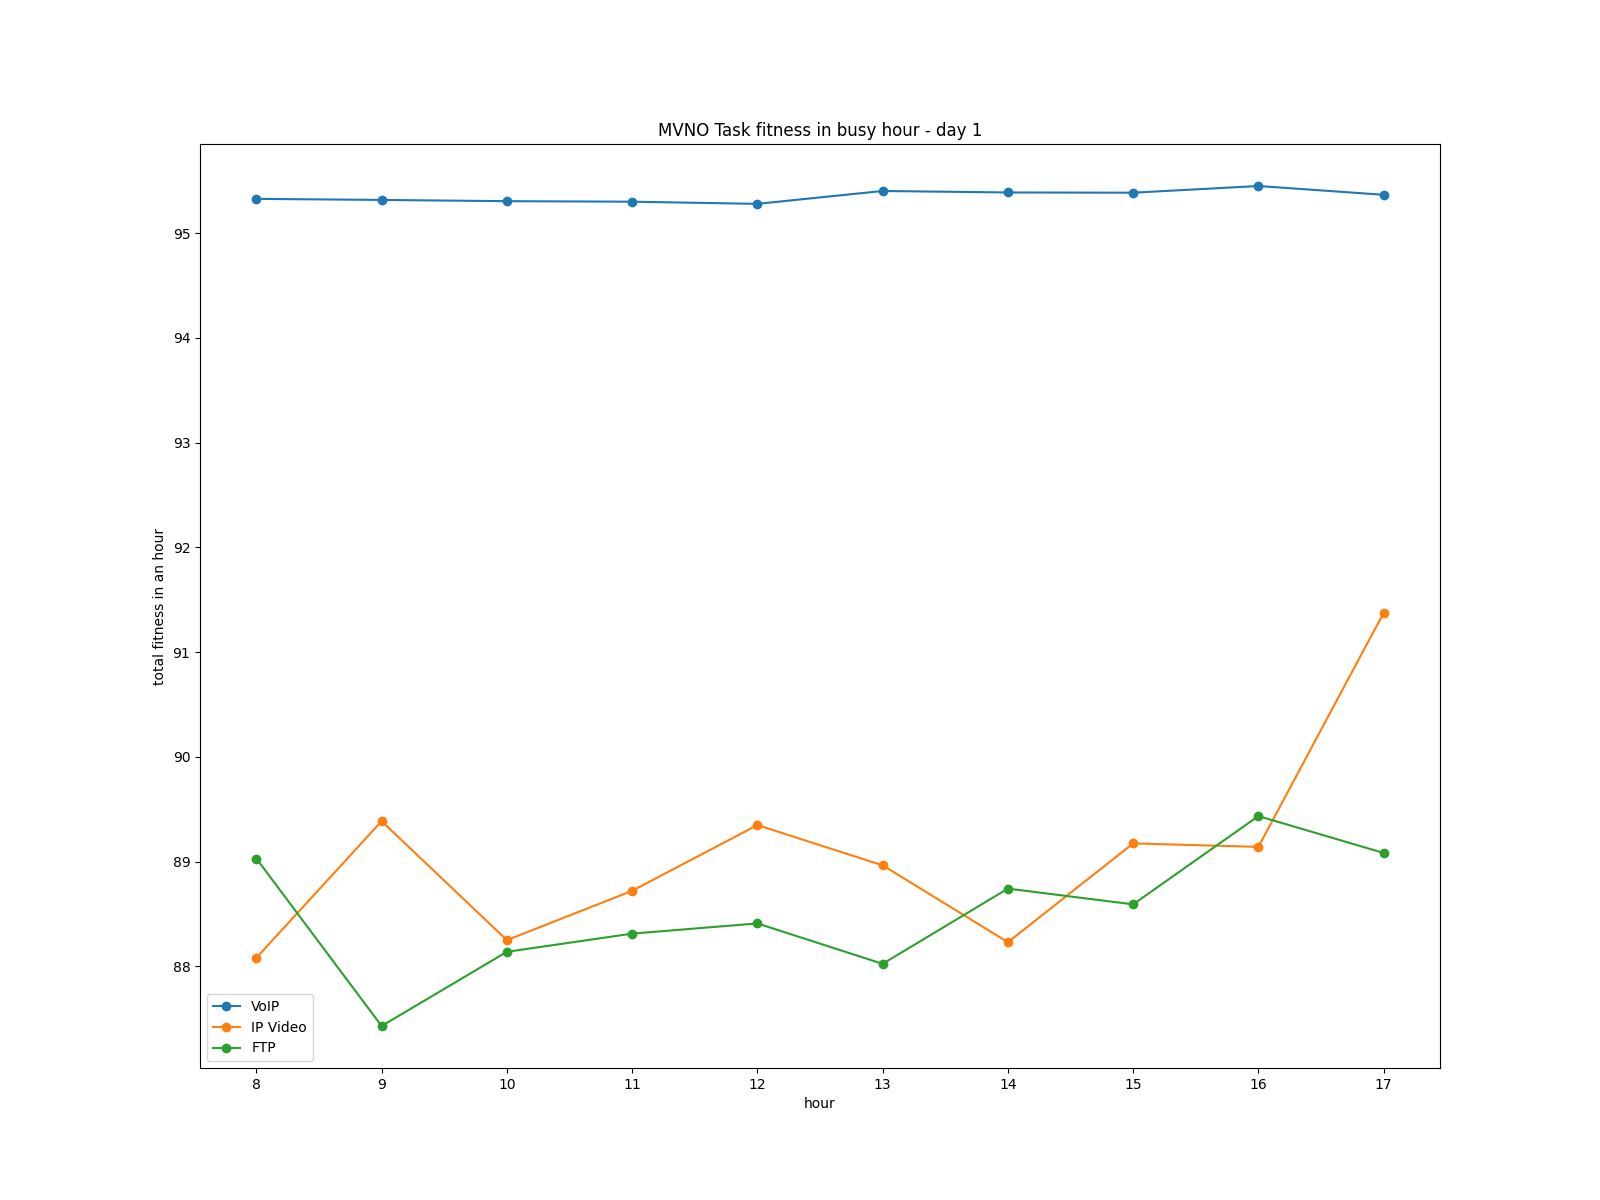 MVNO Task fitness in busy hour - day 1
total fitness in an hour
95
94
93
92
91
90
89
88
VoIP
IP Video
FTP
8 9 10 11 12 13 14 15 16 17
hour